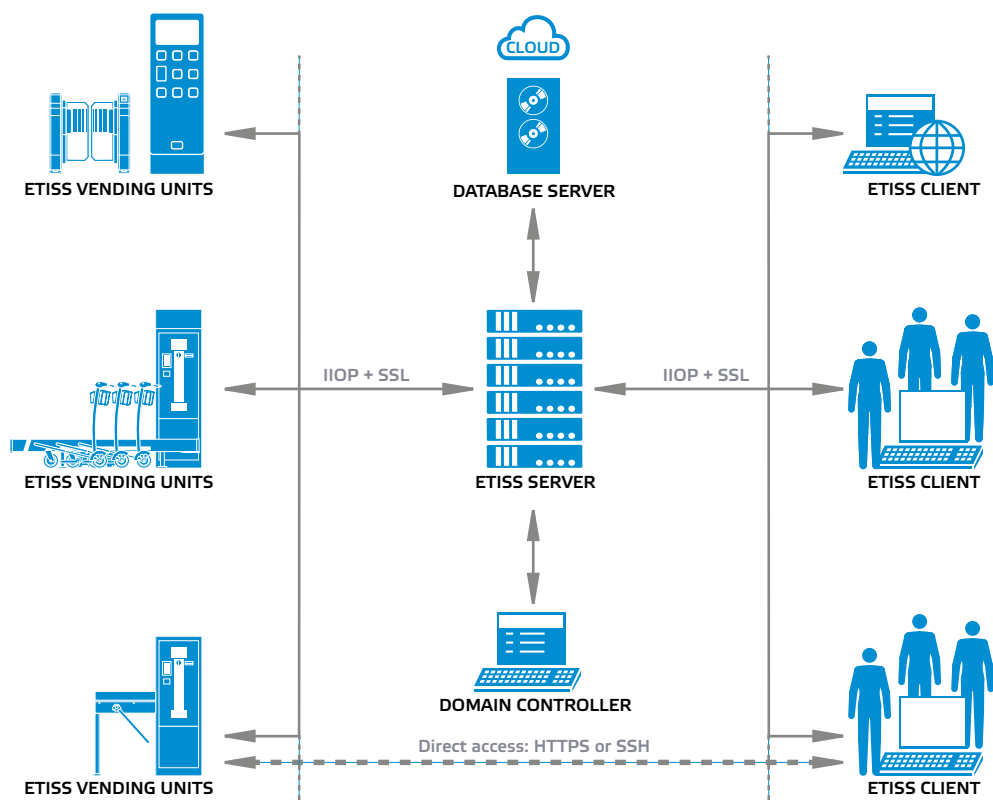 CLOUD
ETISS VENDING UNITS
DATABASE SERVER
ETISS CLIENT
IIOP + SSL
IIOP + SSL
ETISS VENDING UNITS
ETISS SERVER
ETISS CLIENT
DOMAIN CONTROLLER
Direct access: HTTPS or SSH
ETISS VENDING UNITS
ETISS CLIENT